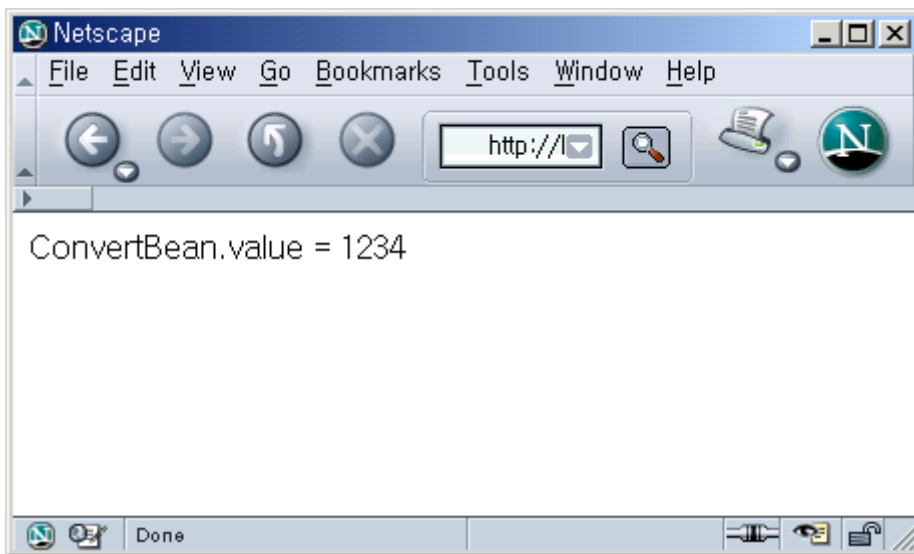 Netscape
File Edit View Go Bookmarks Tools Window Help
http://l
N
ConvertBean.value = 1234
Done